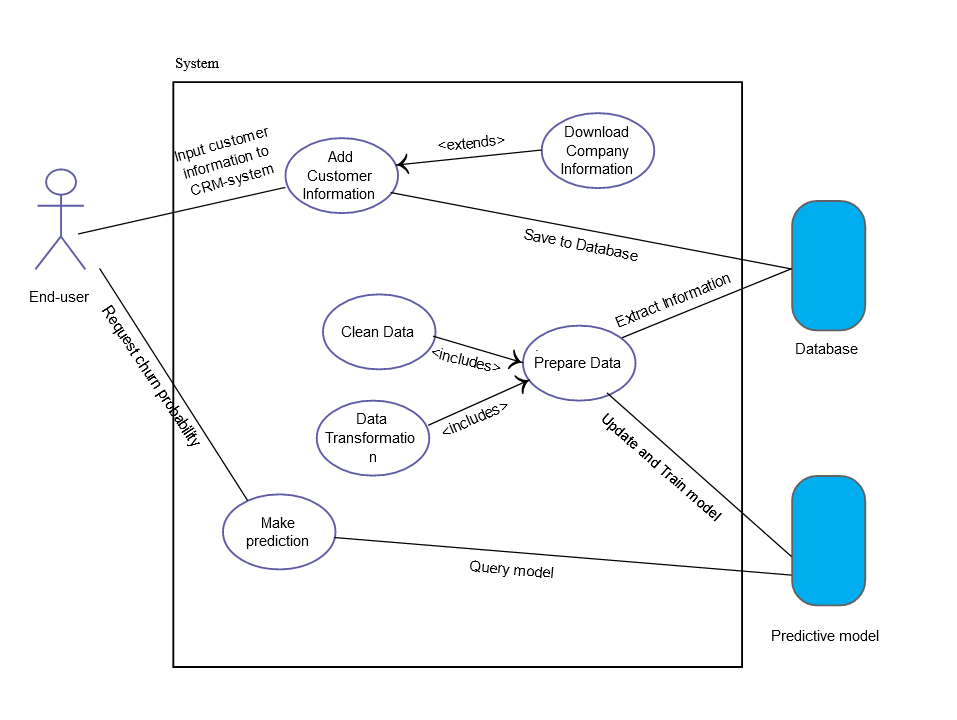 System
Input customer
information to
CRM-system
Add
Customer
Information
<extends>
Download
Company
Information
End-user
Save to Database
Extract Information
Database
Clean Data
<includes>
Prepare Data
Data
Transformatio
n
<includes>
Request churn probability
Update and Train model
Make
prediction
Query model
Predictive model